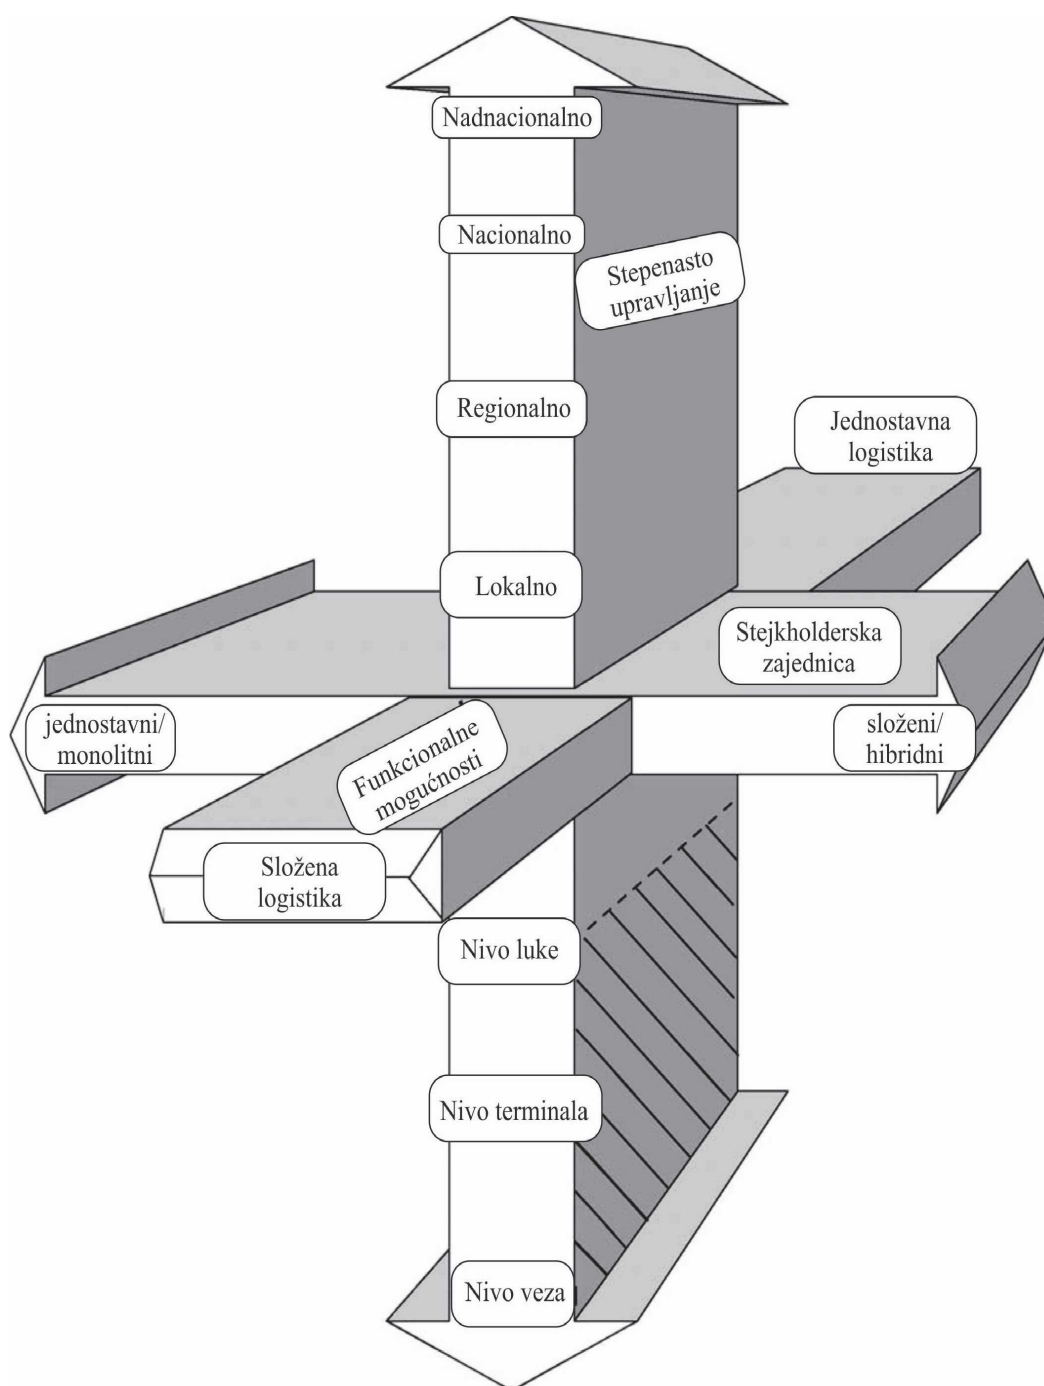 Nadnacionalno
Nacionalno
Stepenasto
upravljanje
Regionalno
Jednostavna
logistika
Lokalno
Stejkholderska
zajednica
jednostavni/
monolitni
Funkcionalne
mogućnosti
složeni/
hibridni
Složena
logistika
Nivo luke
Nivo terminala
Nivo veza